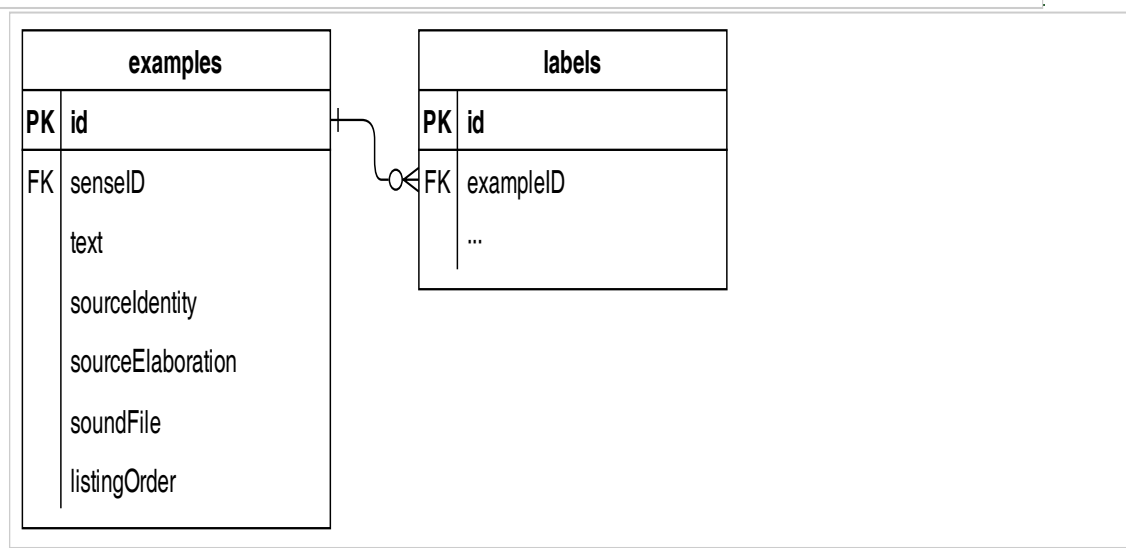 examples
PK id
FK senseID
text
sourceIdentity
sourceElaboration
soundFile
listingOrder
labels
PK id
FK exampleID
...